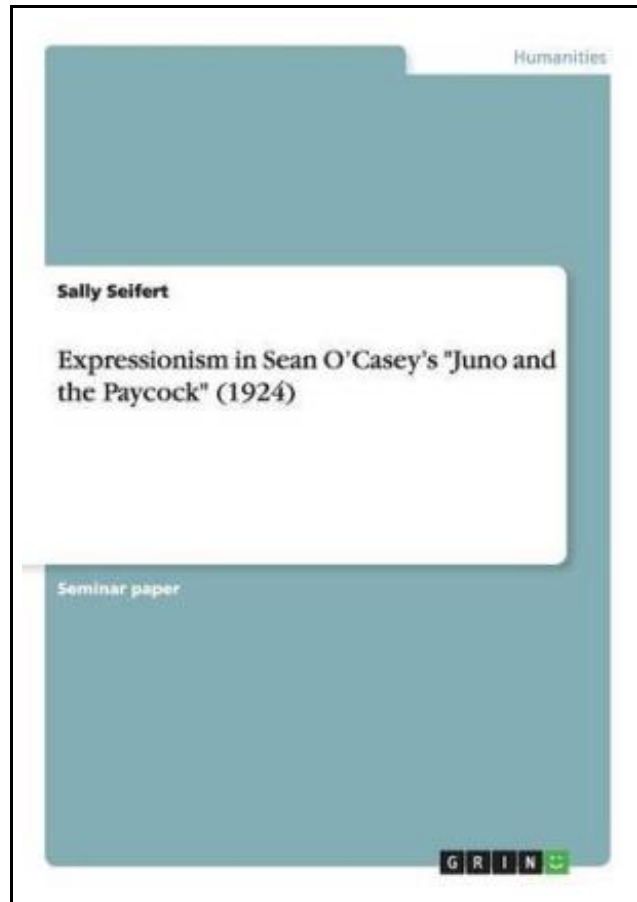 Humanities
Sally Seifert
Expressionism in Sean O'Casey's "Juno and
the Paycock" (1924)
Seminar paper
GRIN